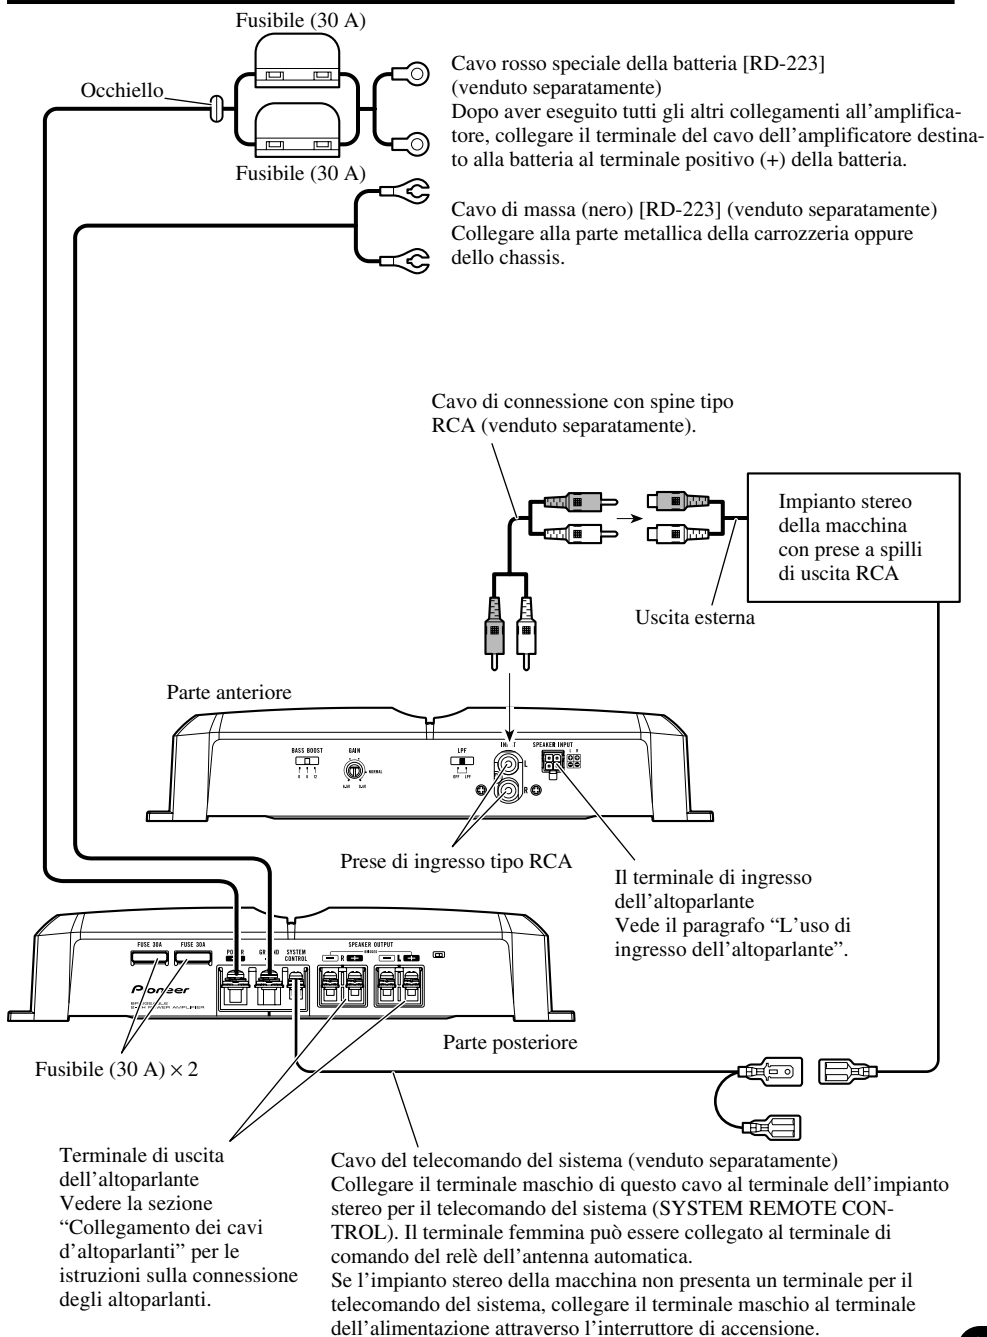 Fusibile (30 A)
Occhiello
Fusibile (30 A)
Cavo rosso speciale della batteria [RD-223]
(venduto separatamente)
Dopo aver eseguito tutti gli altri collegamenti all’amplifica-
tore, collegare il terminale del cavo dell’amplificatore destina-
to alla batteria al terminale positivo (+) della batteria.
Cavo di massa (nero) [RD-223] (venduto separatamente)
Collegare alla parte metallica della carrozzeria oppure
dello chassis.
Cavo di connessione con spine tipo
RCA (venduto separatamente).
Impianto stereo
della macchina
con prese a spilli
di uscita RCA
Uscita esterna
Parte anteriore
BASS BOOST
GAIN
NORMAL
LPF
OFF LPF
SPEAKER INPUT
L
R
Prese di ingresso tipo RCA
Il terminale di ingresso
dell’altoparlante
Vede il paragrafo “L’uso di
ingresso dell’altoparlante”.
FUSE 30A FUSE 30A
GROUND
SYSTEM
CONTROL
SPEAKER OUTPUT
R
L
Pioneer
POWER AMPLIFIER
Parte posteriore
Fusibile (30 A) × 2
Terminale di uscita
dell’altoparlante
Vedere la sezione
“Collegamento dei cavi
d’altoparlanti” per le
istruzioni sulla connessione
degli altoparlanti.
Cavo del telecomando del sistema (venduto separatamente)
Collegare il terminale maschio di questo cavo al terminale dell’impianto
stereo per il telecomando del sistema (SYSTEM REMOTE CON-
TROL). Il terminale femmina può essere collegato al terminale di
comando del relè dell’antenna automatica.
Se l’impianto stereo della macchina non presenta un terminale per il
telecomando del sistema, collegare il terminale maschio al terminale
dell’alimentazione attraverso l’interruttore di accensione.